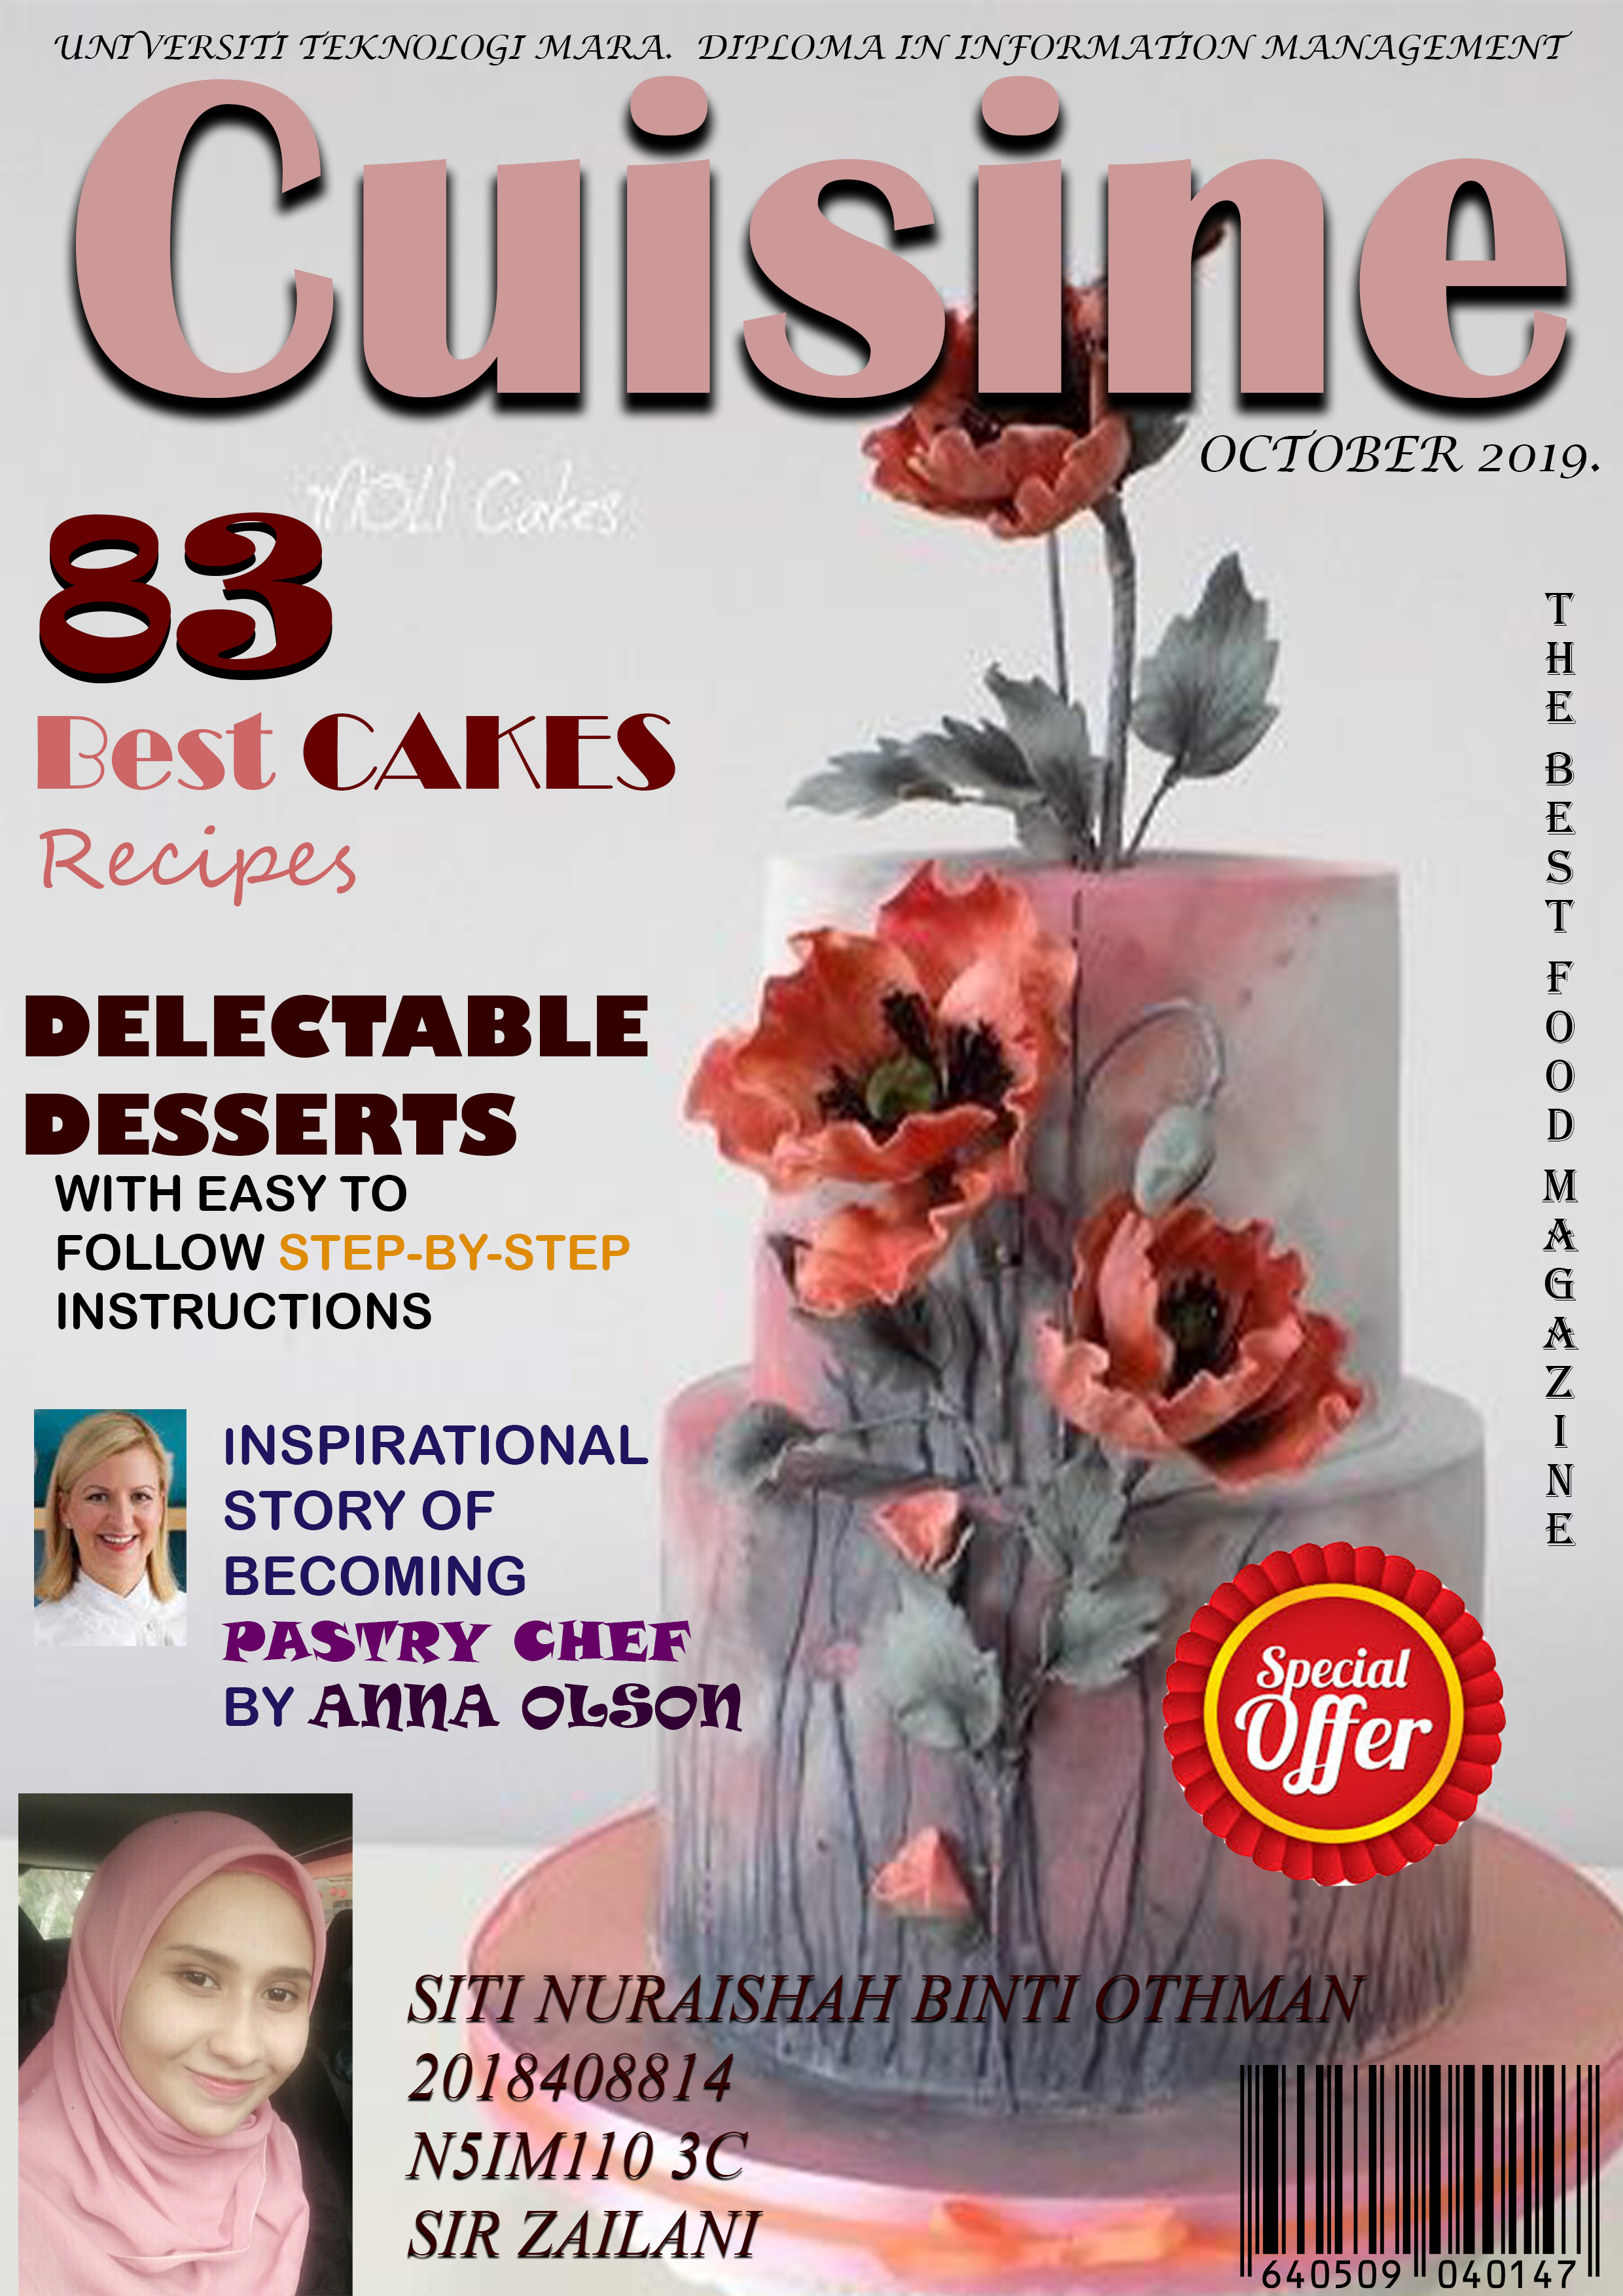 UNIVERSITI TEKNOLOGI MARA. DIPLOMA IN INFORMATION MANAGEMENT
Cuisine
OCTOBER 2019.
Cakes
83
Best CAKES
Recipes
THE BEST FOOD MAGAZINE
DELECTABLE
DESSERTS
WITH EASY TO
FOLLOW STEP-BY-STEP
INSTRUCTIONS
INSPIRATIONAL
STORY OF
BECOMING
PASTRY CHEF
BY ANNA OLSON
Special
Offer
SITI NURAISHAH BINTI OTHMAN
2018408814
N5IM110 3C
SIR ZAILANI
640509 040147